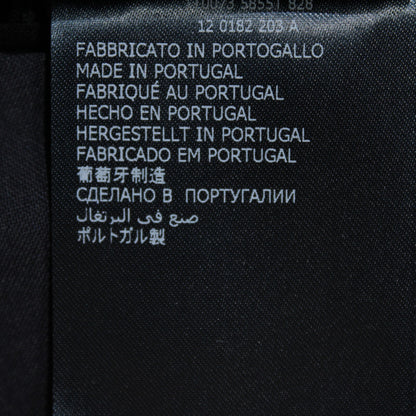 12 0182 203 A
FABBRICATO IN PORTOGALLO
MADE IN PORTUGAL
FABRIQUÉ AU PORTUGAL
HECHO EN PORTUGAL
HERGESTELLT IN PORTUGAL
FABRICADO EM PORTUGAL
葡萄牙制造
СДЕЛАНО В ПОРТУГАЛИИ
صنع في البرتغال
ポルトガル製